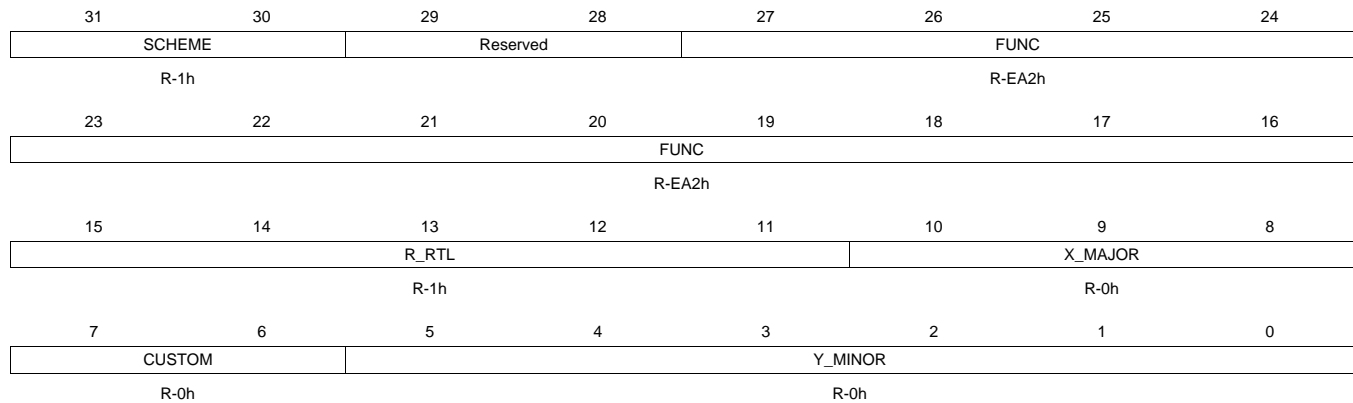 31 30 29 28 27 26 25 24
SCHEME Reserved FUNC
R-1h R-EA2h
23 22 21 20 19 18 17 16
FUNC
R-EA2h
15 14 13 12 11 10 9 8
R_RTL X_MAJOR
R-1h R-0h
7 6 5 4 3 2 1 0
CUSTOM Y_MINOR
R-0h R-0h